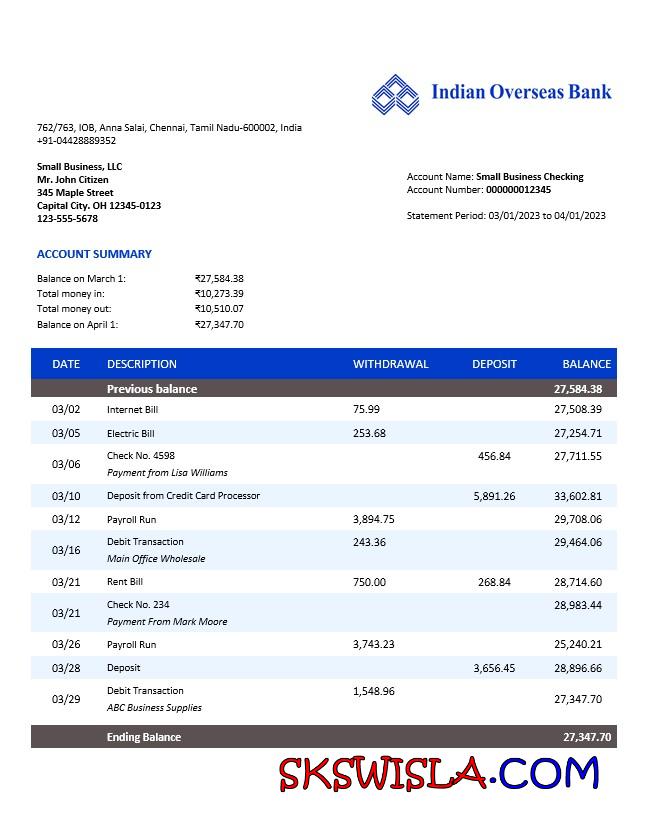 Indian Overseas Bank
762/763, IOB, Anna Salai, Chennai, Tamil Nadu-600002, India
+91-04428889352
Small Business, LLC
Mr. John Citizen
345 Maple Street
Capital City. OH 12345-0123
123-555-5678
Account Name: Small Business Checking
Account Number: 000000012345
Statement Period: 03/01/2023 to 04/01/2023
ACCOUNT SUMMARY
Balance on March 1: ₹27,584.38
Total money in: ₹10,273.39
Total money out: ₹10,510.07
Balance on April 1: ₹27,347.70
DATE DESCRIPTION WITHDRAWAL DEPOSIT BALANCE
Previous balance 27,584.38
03/02 Internet Bill 75.99 27,508.39
03/05 Electric Bill 253.68 27,254.71
03/06 Check No. 4598 456.84 27,711.55
Payment from Lisa Williams
03/10 Deposit from Credit Card Processor 5,891.26 33,602.81
03/12 Payroll Run 3,894.75 29,708.06
03/16 Debit Transaction 243.36 29,464.06
Main Office Wholesale
03/21 Rent Bill 750.00 268.84 28,714.60
03/21 Check No. 234 28,983.44
Payment From Mark Moore
03/26 Payroll Run 3,743.23 25,240.21
03/28 Deposit 3,656.45 28,896.66
03/29 Debit Transaction 1,548.96 27,347.70
ABC Business Supplies
Ending Balance 27,347.70
SKSWISLA.COM